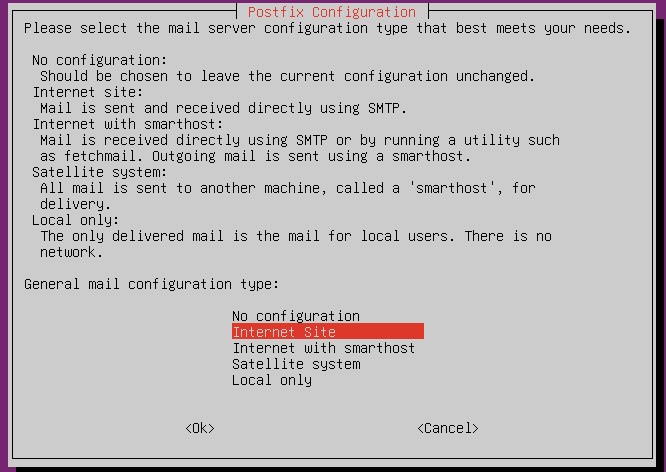 Postfix Configuration
Please select the mail server configuration type that best meets your needs.
No configuration:
Should be chosen to leave the current configuration unchanged.
Internet site:
Mail is sent and received directly using SMTP.
Internet with smarthost:
Mail is received directly using SMTP or by running a utility such
as fetchmail. Outgoing mail is sent using a smarthost.
Satellite system:
All mail is sent to another machine, called a 'smarthost', for
delivery.
Local only:
The only delivered mail is the mail for local users. There is no
network.
General mail configuration type:
No configuration
Internet Site
Internet with smarthost
Satellite system
Local only
<Ok> <Cancel>